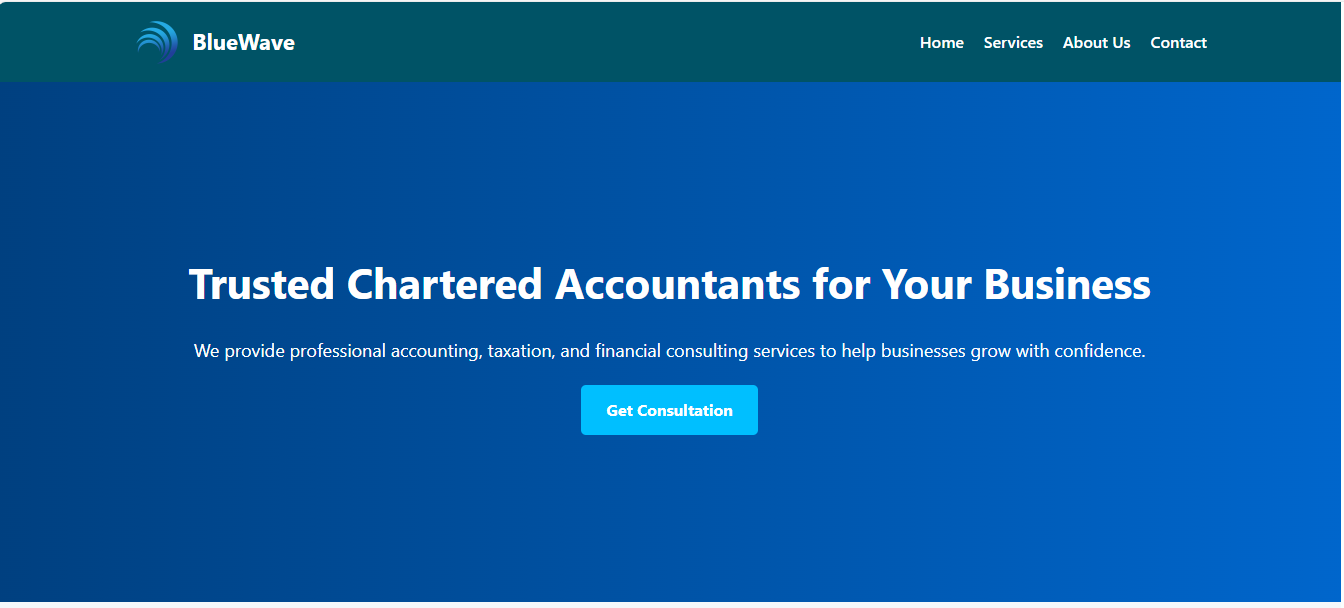 BlueWave
Home Services About Us Contact
Trusted Chartered Accountants for Your Business
We provide professional accounting, taxation, and financial consulting services to help businesses grow with confidence.
Get Consultation